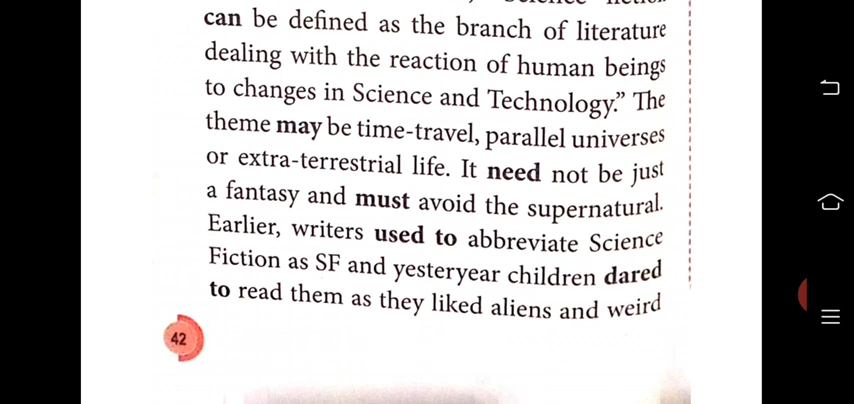 can be defined as the branch of literature
dealing with the reaction of human beings
to changes in Science and Technology.” The
theme may be time-travel, parallel universes
or extra-terrestrial life. It need not be just
a fantasy and must avoid the supernatural.
Earlier, writers used to abbreviate Science
Fiction as SF and yesteryear children dared
to read them as they liked aliens and weird
42